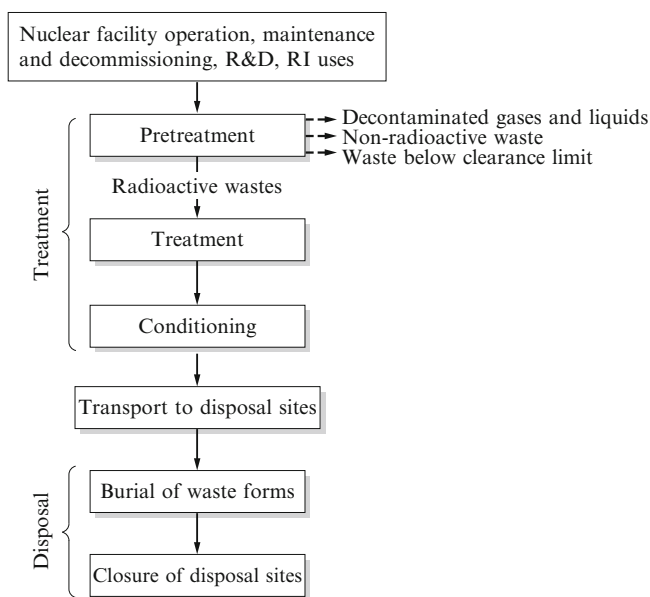 Nuclear facility operation, maintenance
and decommissioning, R&D, RI uses
Pretreatment
Decontaminated gases and liquids
Non-radioactive waste
Waste below clearance limit
Radioactive wastes
Treatment
Treatment
Conditioning
Transport to disposal sites
Disposal
Burial of waste forms
Closure of disposal sites